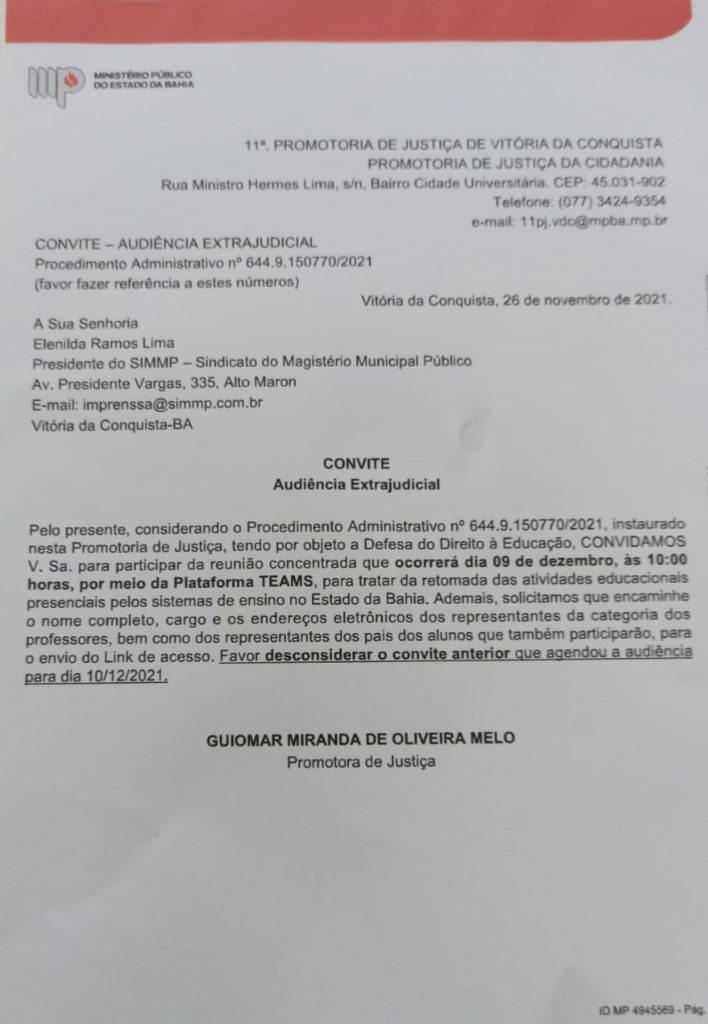 MINISTÉRIO PÚBLICO
DO ESTADO DA BAHIA
11ª. PROMOTORIA DE JUSTIÇA DE VITÓRIA DA CONQUISTA
PROMOTORIA DE JUSTIÇA DA CIDADANIA
Rua Ministro Hermes Lima, s/n, Bairro Cidade Universitária. CEP: 45.031-902
Telefone: (077) 3424-9354
e-mail: 11pj.vdc@mpba.mp.br
CONVITE – AUDIÊNCIA EXTRAJUDICIAL
Procedimento Administrativo nº 644.9.150770/2021
(favor fazer referência a estes números)
Vitória da Conquista, 26 de novembro de 2021.
A Sua Senhoria
Elenilda Ramos Lima
Presidente do SIMMP – Sindicato do Magistério Municipal Público
Av. Presidente Vargas, 335, Alto Maron
E-mail: imprenssa@simmp.com.br
Vitória da Conquista-BA
CONVITE
Audiência Extrajudicial
Pelo presente, considerando o Procedimento Administrativo nº 644.9.150770/2021, instaurado
nesta Promotoria de Justiça, tendo por objeto a Defesa do Direito à Educação, CONVIDAMOS
V. Sa. para participar da reunião concentrada que ocorrerá dia 09 de dezembro, às 10:00
horas, por meio da Plataforma TEAMS, para tratar da retomada das atividades educacionais
presenciais pelos sistemas de ensino no Estado da Bahia. Ademais, solicitamos que encaminhe
o nome completo, cargo e os endereços eletrônicos dos representantes da categoria dos
professores, bem como dos representantes dos pais dos alunos que também participarão, para
o envio do Link de acesso. Favor desconsiderar o convite anterior que agendou a audiência
para dia 10/12/2021.
GUIOMAR MIRANDA DE OLIVEIRA MELO
Promotora de Justiça
ID MP 4945569 - Pág.